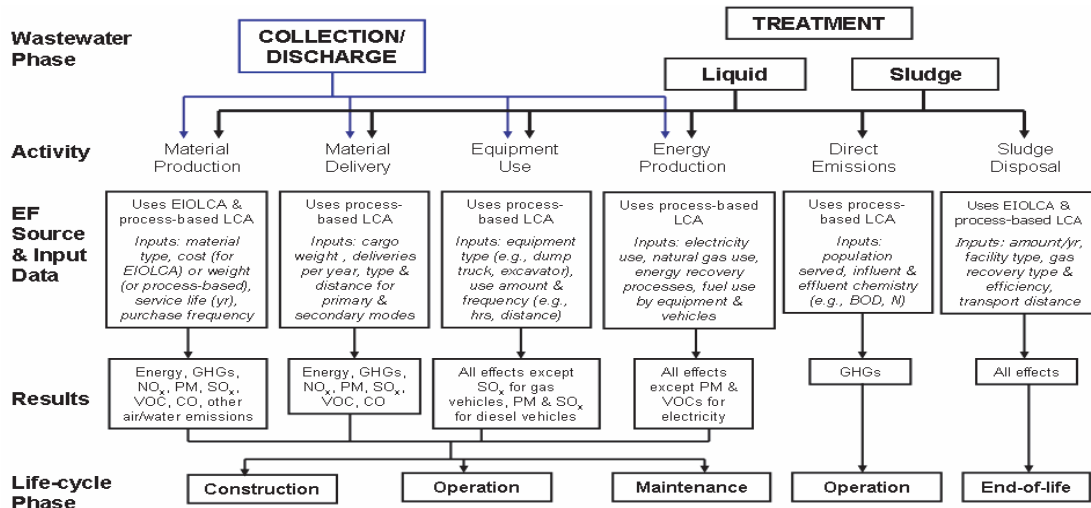 Wastewater
Phase
COLLECTION/
DISCHARGE
TREATMENT
Liquid
Sludge
Activity
Material
Production
Material
Delivery
Equipment
Use
Energy
Production
Direct
Emissions
Sludge
Disposal
EF
Source
& Input
Data
Uses EIOLCA &
process-based LCA
Inputs: material
type, cost (for
EIOLCA) or weight
(or process-based),
service life (yr),
purchase frequency
Uses process-
based LCA
Inputs: cargo
weight , deliveries
per year, type &
distance for
primary &
secondary modes
Uses process-
based LCA
Inputs: equipment
type (e.g., dump
truck, excavator),
use amount &
frequency (e.g.,
hrs, distance)
Uses process-based
LCA
Inputs: electricity
use, natural gas use,
energy recovery
processes, fuel use
by equipment &
vehicles
Uses process-
based LCA
Inputs:
population
served, influent &
effluent chemistry
(e.g., BOD, N)
Uses EIOLCA &
process-based LCA
Inputs: amount/yr,
facility type, gas
recovery type &
efficiency,
transport distance
Results
Energy, GHGs,
NOx, PM, SOx,
VOC, CO, other
air/water emissions
Energy, GHGs,
NOx, PM, SOx,
VOC, CO
All effects except
SOx for gas
vehicles, PM & SOx
for diesel vehicles
All effects
except PM &
VOCs for
electricity
GHGs
All effects
Life-cycle
Phase
Construction
Operation
Maintenance
Operation
End-of-life